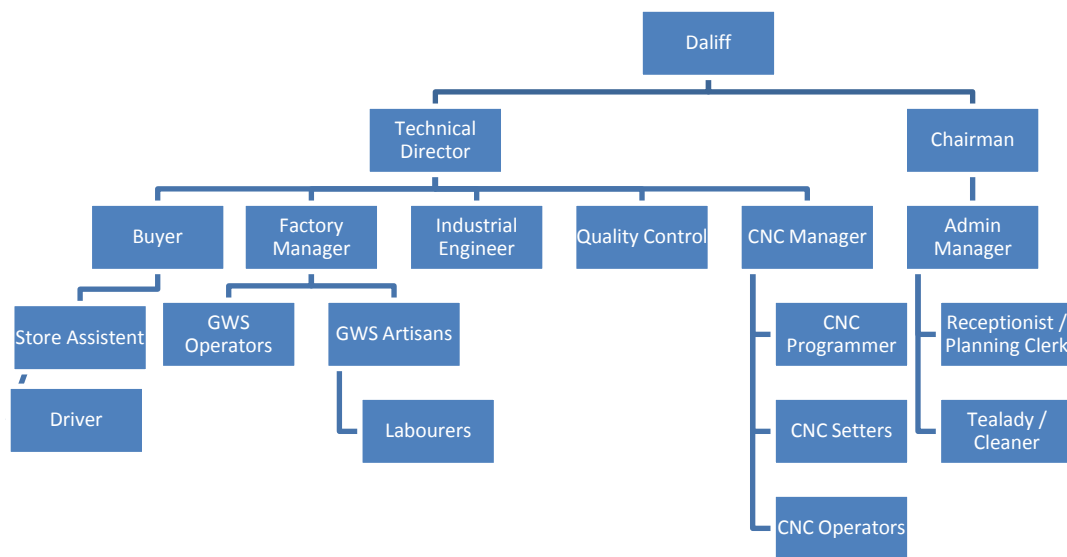 Daliff
Technical
Director
Chairman
Buyer
Factory
Manager
Industrial
Engineer
Quality Control
CNC Manager
Admin
Manager
Store Assistent
GWS
Operators
GWS Artisans
CNC
Programmer
Receptionist /
Planning Clerk
Driver
Labourers
CNC Setters
Tealady /
Cleaner
CNC Operators